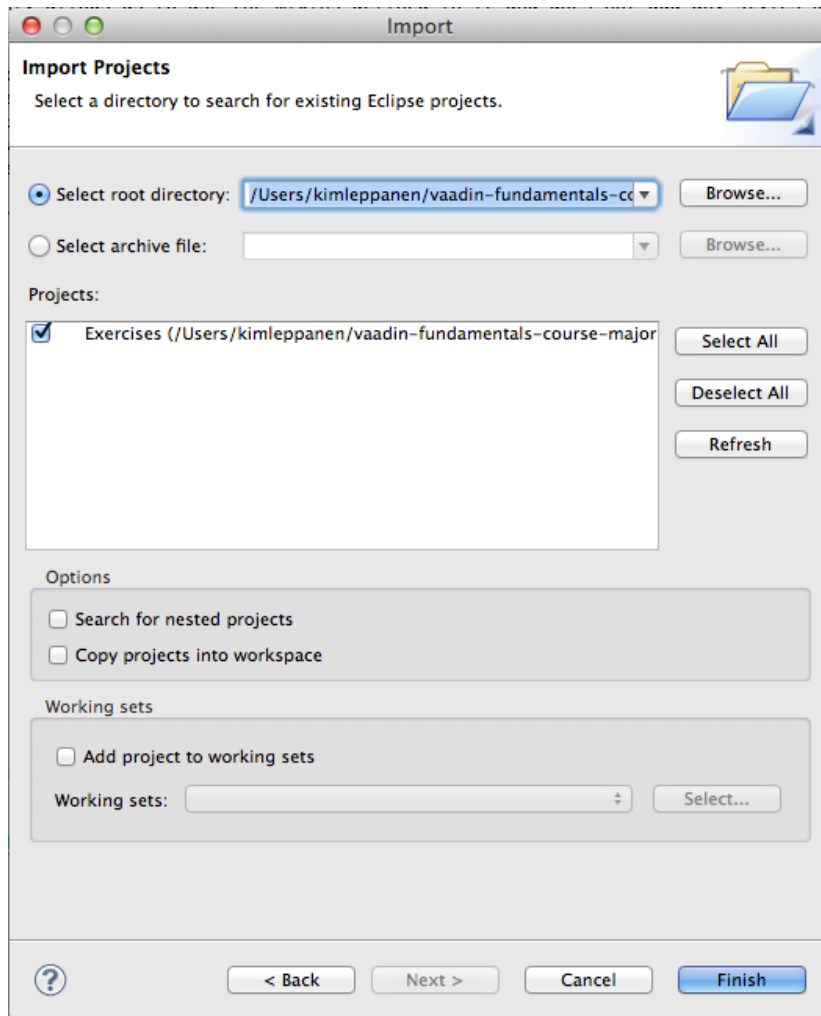 Import
Import Projects
Select a directory to search for existing Eclipse projects.
Select root directory: /Users/kimleppanen/vaadin-fundamentals-co Browse...
Select archive file: Browse...
Projects:
Exercises (/Users/kimleppanen/vaadin-fundamentals-course-major
Select All
Deselect All
Refresh
Options
Search for nested projects
Copy projects into workspace
Working sets
Add project to working sets
Working sets: Select...
? < Back Next > Cancel Finish